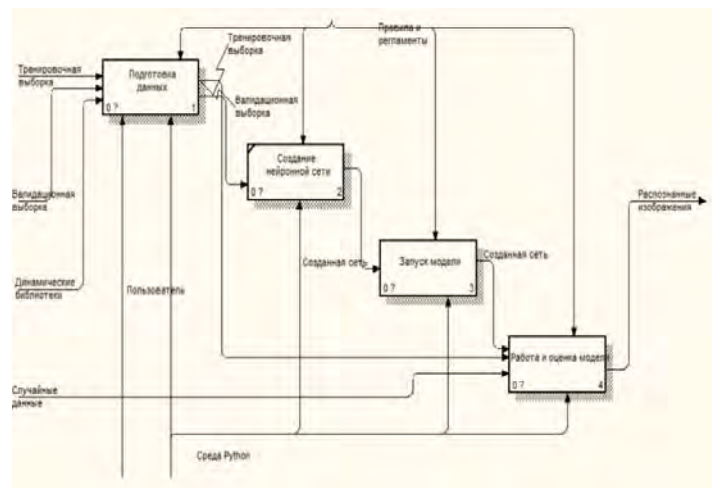 Тренировочная
выборка
Правила и
регламенты
Тренировочная
выборка
Подготовка
данных
0 ?
1
Валидационная
выборка
Создание
нейронной сети
0 ?
2
Валидационная
выборка
Распознанные
изображения
Созданная сеть
Запуск модели
0 ?
3
Созданная сеть
Динамические
библиотеки
Пользователь
Работа и оценка модели
0 ?
4
Случайные
данные
Среда Python